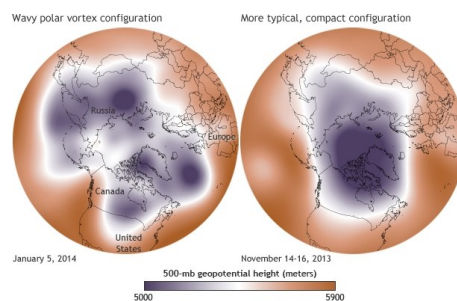 Wavy polar vortex configuration
More typical, compact configuration
Russia
Europe
Canada
United
States
January 5, 2014
November 14-16, 2013
500-mb geopotential height (meters)
5000
5900